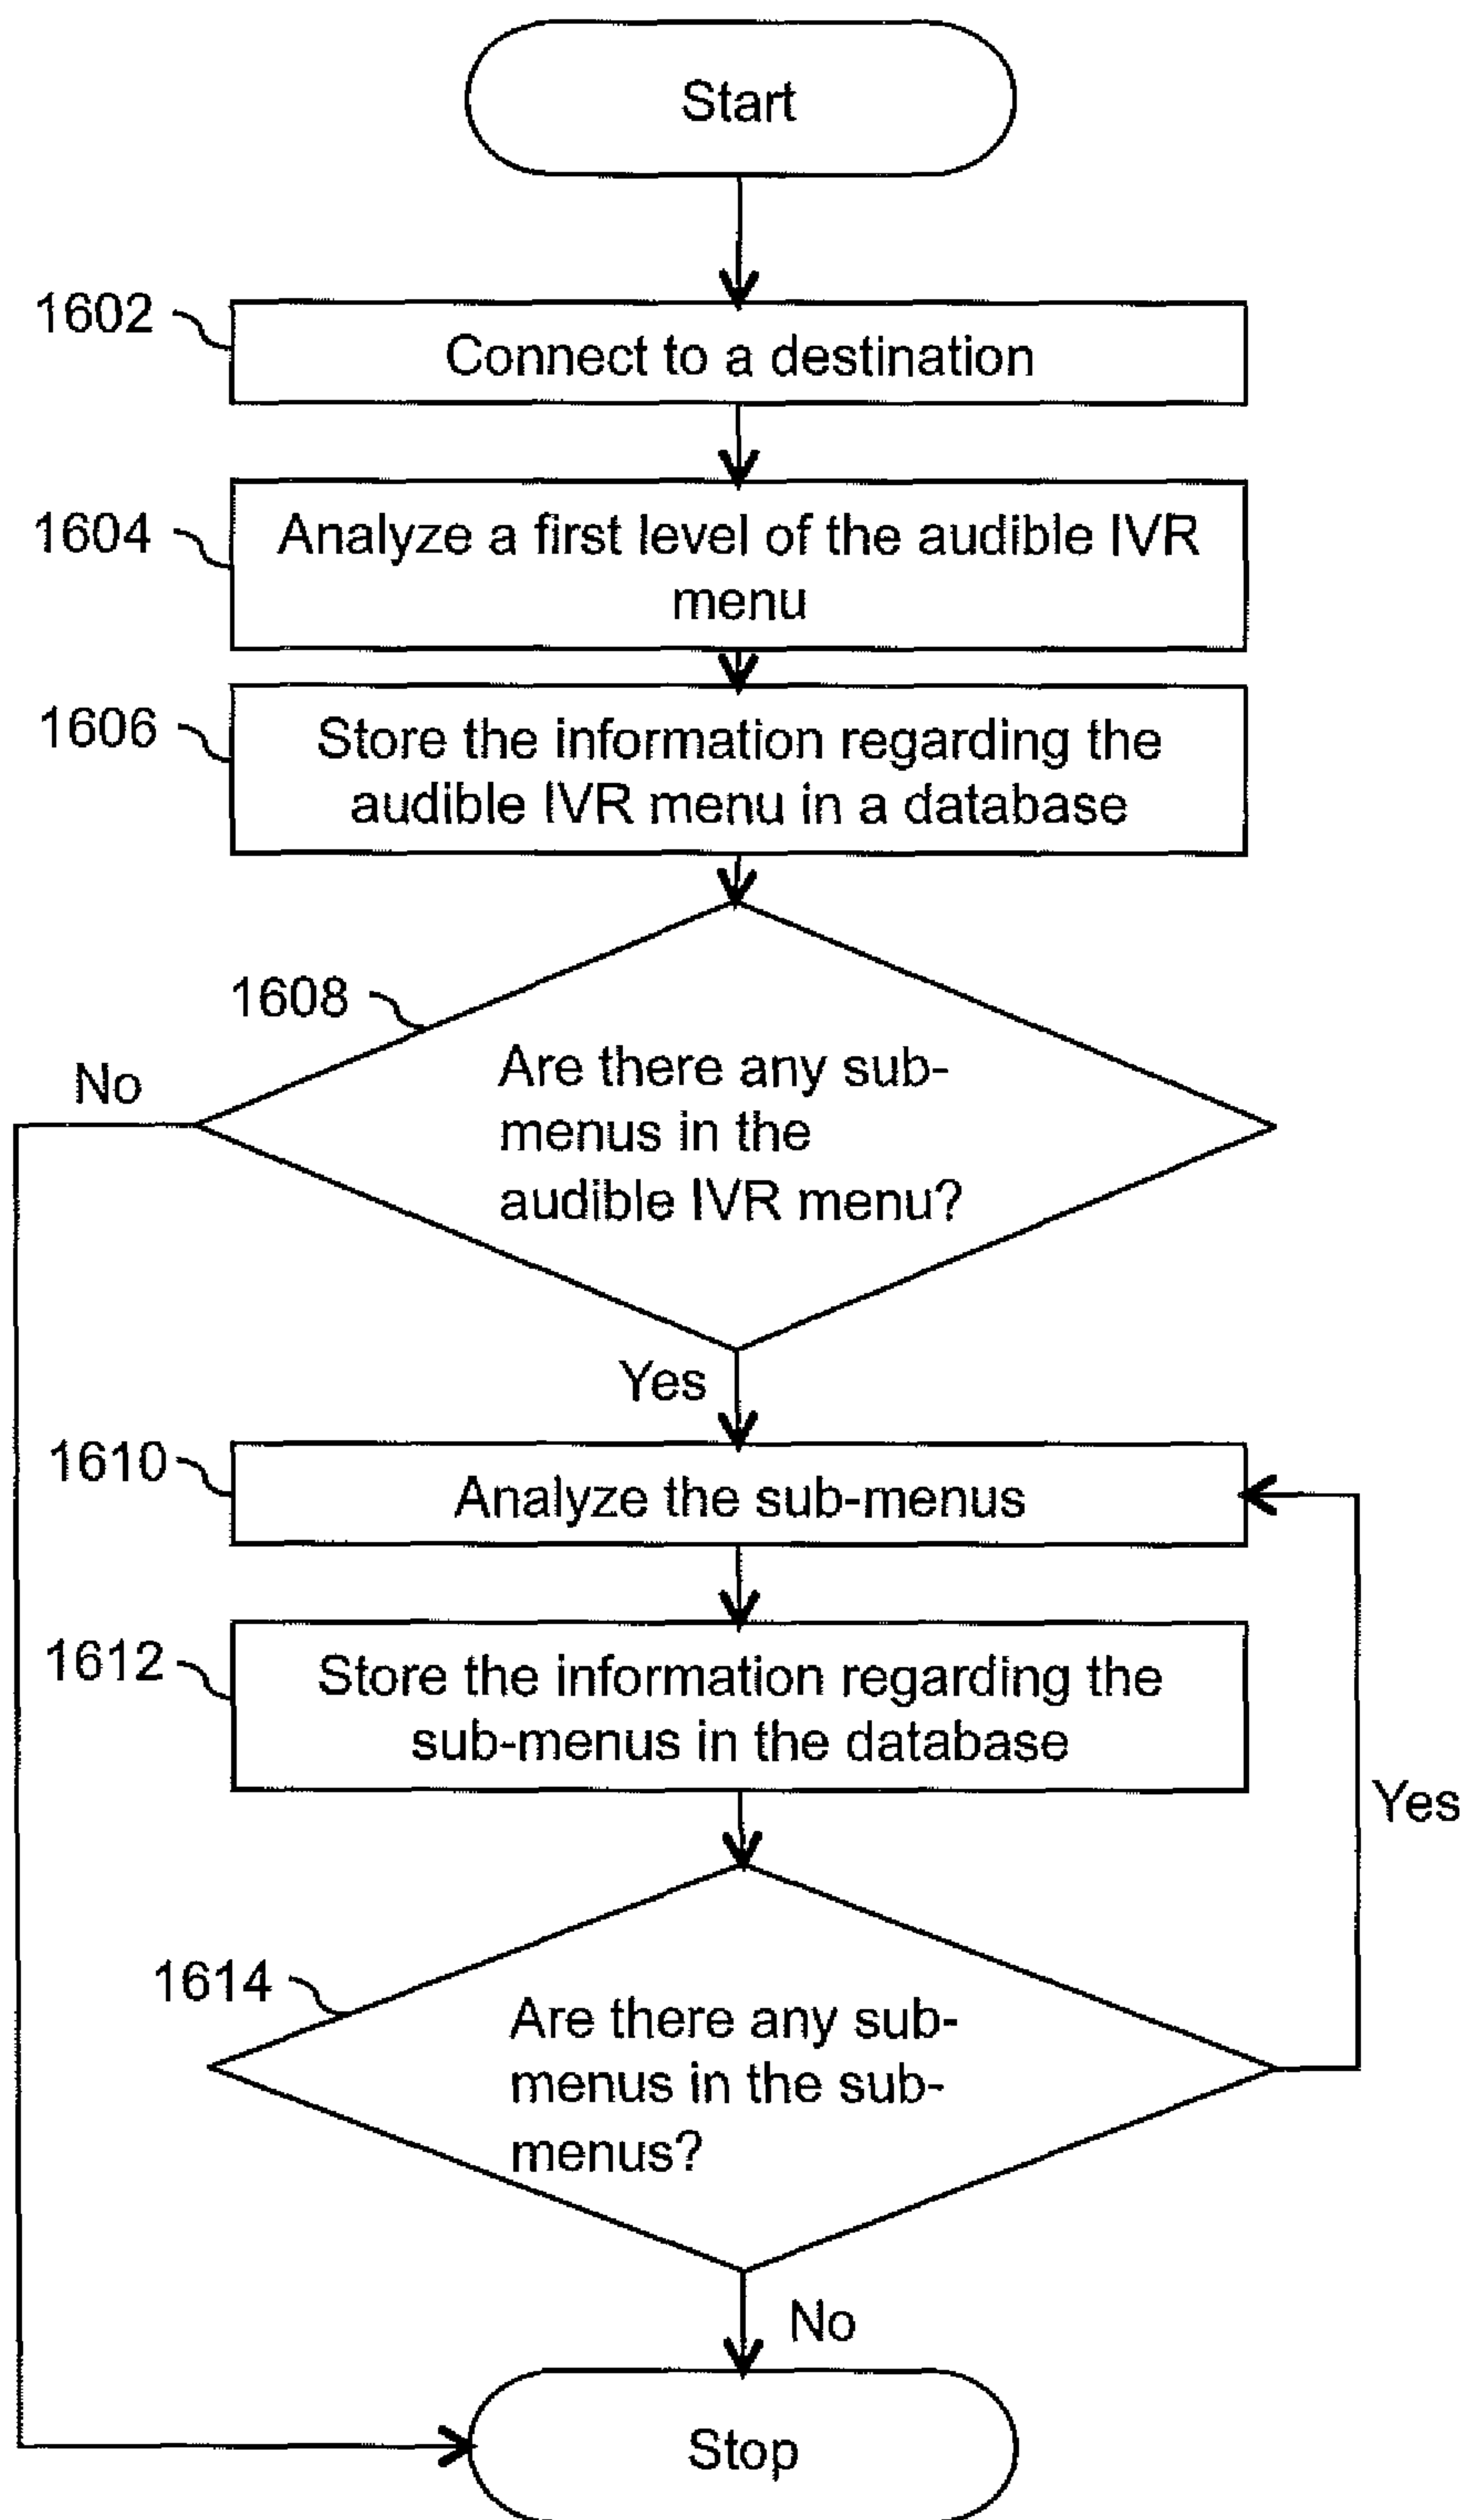 Start
1602
Connect to a destination
1604
Analyze a first level of the audible IVR
menu
1606
Store the information regarding the
audible IVR menu in a database
1608
Are there any sub-
menus in the
audible IVR menu?
No
Yes
1610
Analyze the sub-menus
1612
Store the information regarding the
sub-menus in the database
Yes
1614
Are there any sub-
menus in the sub-
menus?
No
Stop